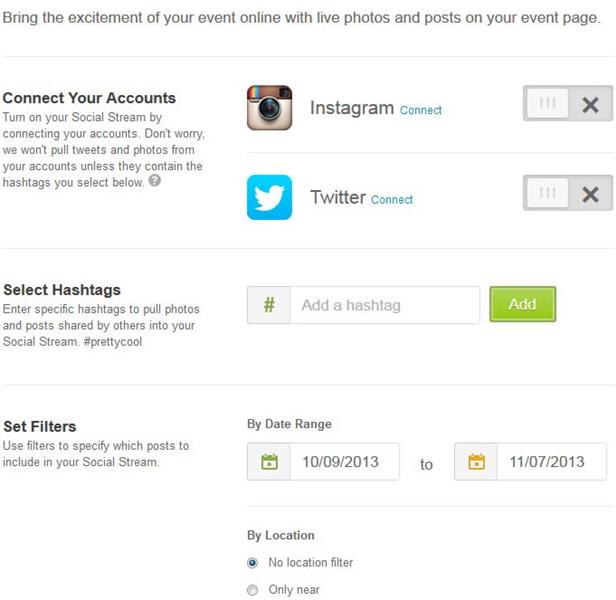 Bring the excitement of your event online with live photos and posts on your event page.
Connect Your Accounts
Turn on your Social Stream by
connecting your accounts. Don't worry,
we won't pull tweets and photos from
your accounts unless they contain the
hashtags you select below. ?
Instagram Connect
Twitter Connect
Select Hashtags
Enter specific hashtags to pull photos
and posts shared by others into your
Social Stream. #prettycool
# Add a hashtag Add
Set Filters
Use filters to specify which posts to
include in your Social Stream.
By Date Range
10/09/2013 to 11/07/2013
By Location
No location filter
Only near